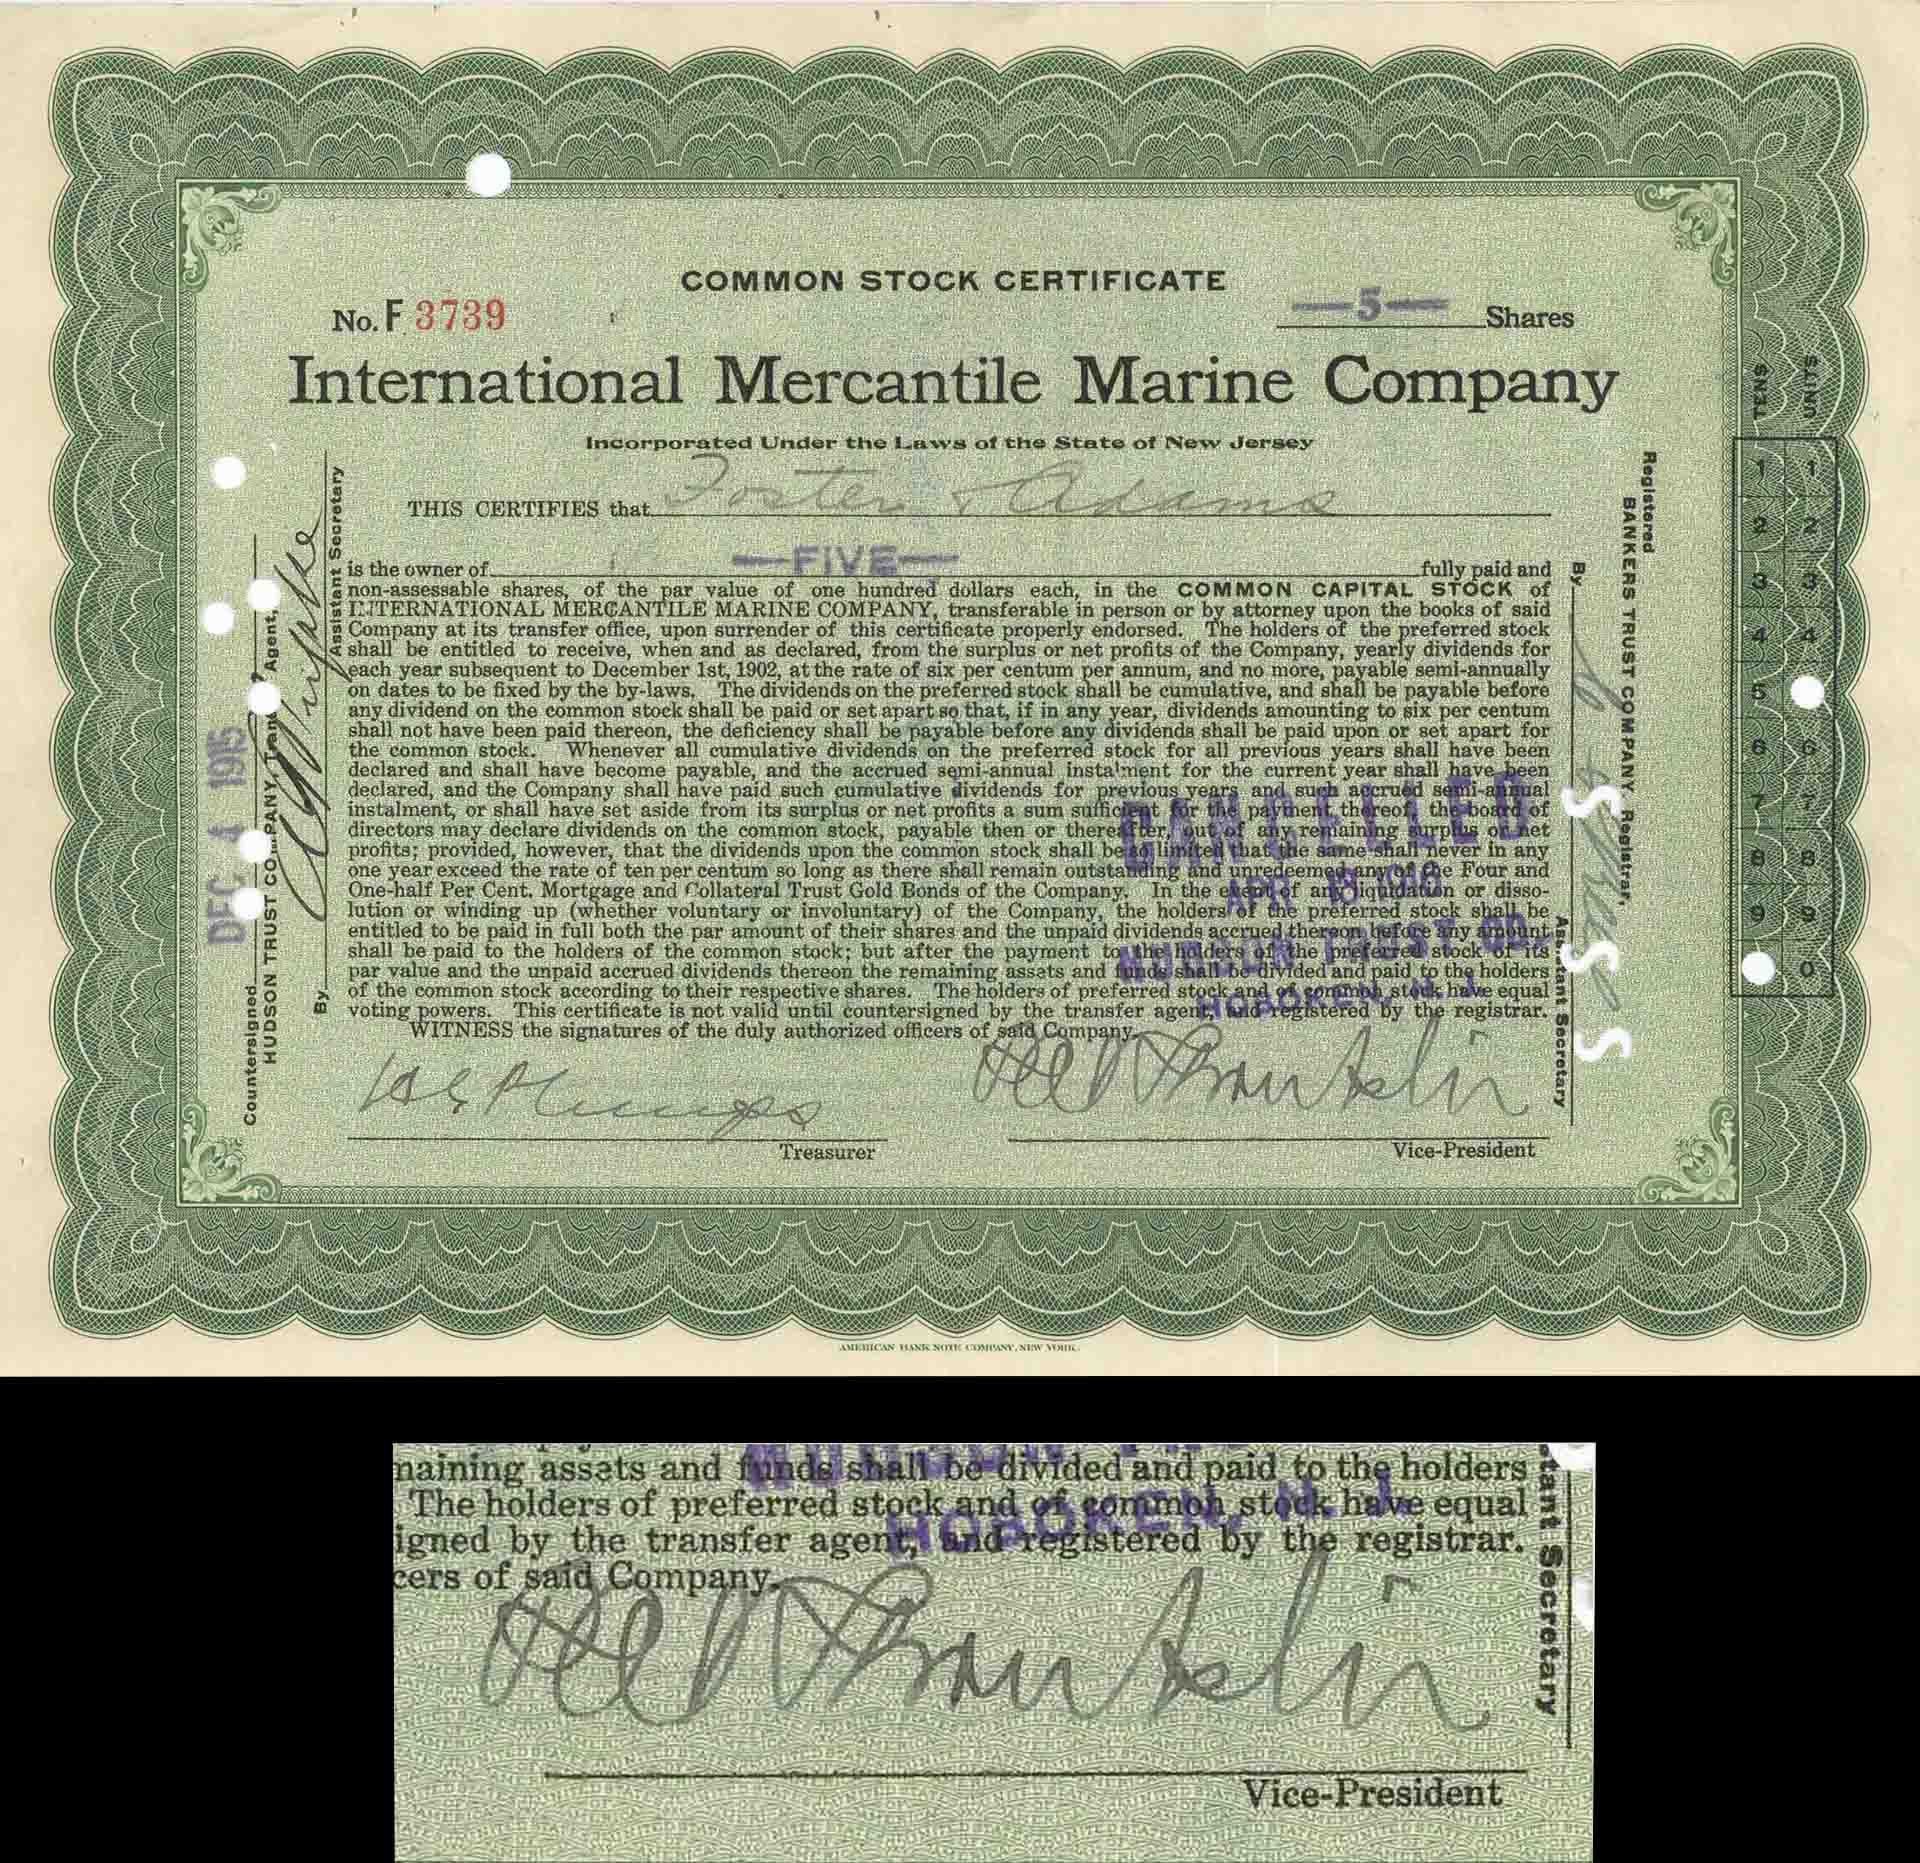 COMMON STOCK CERTIFICATE
No. F 3739
—5— Shares
International Mercantile Marine Company
Incorporated Under the Laws of the State of New Jersey
THIS CERTIFIES that Foster & Adams
is the owner of —FIVE— fully paid and
non-assessable shares, of the par value of one hundred dollars each, in the COMMON CAPITAL STOCK of
INTERNATIONAL MERCANTILE MARINE COMPANY, transferable in person or by attorney upon the books of said
Company at its transfer office, upon surrender of this certificate properly endorsed. The holders of the preferred stock
shall be entitled to receive, when and as declared, from the surplus or net profits of the Company, yearly dividends for
each year subsequent to December 1st, 1902, at the rate of six per centum per annum, and no more, payable semi-annually
on dates to be fixed by the by-laws. The dividends on the preferred stock shall be cumulative, and shall be payable before
any dividend on the common stock shall be paid or set apart so that, if in any year, dividends amounting to six per centum
shall not have been paid thereon, the deficiency shall be payable before any dividends shall be paid upon or set apart for
the common stock. Whenever all cumulative dividends on the preferred stock for all previous years shall have been
declared and shall have become payable, and the accrued semi-annual instalment for the current year shall have been
declared, and the Company shall have paid such cumulative dividends for previous years and such accrued semi-annual
instalment, or shall have set aside from its surplus or net profits a sum sufficient for the payment thereof, the board of
directors may declare dividends on the common stock, payable then or thereafter, out of any remaining surplus or net
profits; provided, however, that the dividends upon the common stock shall be so limited that the same shall never in any
one year exceed the rate of ten per centum so long as there shall remain outstanding and unredeemed any of the Four and
One-half Per Cent. Mortgage and Collateral Trust Gold Bonds of the Company. In the event of any liquidation or disso-
lution or winding up (whether voluntary or involuntary) of the Company, the holders of the preferred stock shall be
entitled to be paid in full both the par amount of their shares and the unpaid dividends accrued thereon before any amount
shall be paid to the holders of the common stock; but after the payment to the holders of the preferred stock of its
par value and the unpaid accrued dividends thereon the remaining assets and funds shall be divided and paid to the holders
of the common stock according to their respective shares. The holders of preferred stock and of common stock have equal
voting powers. This certificate is not valid until countersigned by the transfer agent, and registered by the registrar.
WITNESS the signatures of the duly authorized officers of said Company.
CANCELLED
APR 18 1916
HUDSON TRUST CO.
HOBOKEN, N. J.
Treasurer
P A S Franklin
Vice-President
DEC 4 1915
Countersigned
HUDSON TRUST COMPANY, Transfer Agent,
By
Assistant Secretary
Registered
BANKERS TRUST COMPANY, Registrar,
By
Assistant Secretary
TENS UNITS
1 1
2 2
3 3
4 4
5
6 6
7 7
8 8
9 9
0
AMERICAN BANK NOTE COMPANY, NEW YORK.
maining assets and funds shall be divided and paid to the holders
The holders of preferred stock and of common stock have equal
igned by the transfer agent, and registered by the registrar.
cers of said Company.
HUDSON
HOBOKEN, N. J.
P A S Franklin
Vice-President
stant Secretary